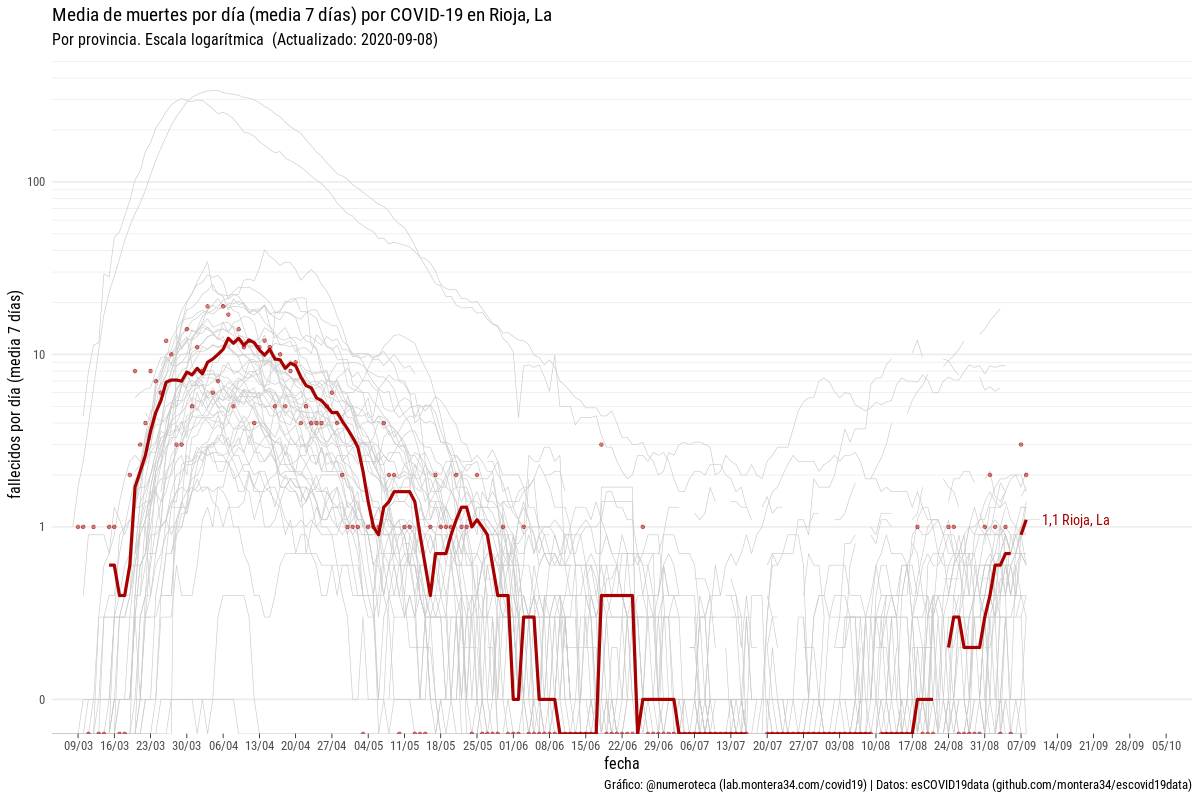 Media de muertes por día (media 7 días) por COVID-19 en Rioja, La
Por provincia. Escala logarítmica  (Actualizado: 2020-09-08)
fallecidos por día (media 7 días)
100
10
1
0
1,1 Rioja, La
09/03 16/03 23/03 30/03 06/04 13/04 20/04 27/04 04/05 11/05 18/05 25/05 01/06 08/06 15/06 22/06 29/06 06/07 13/07 20/07 27/07 03/08 10/08 17/08 24/08 31/08 07/09 14/09 21/09 28/09 05/10
fecha
Gráfico: @numeroteca (lab.montera34.com/covid19) | Datos: esCOVID19data (github.com/montera34/escovid19data)